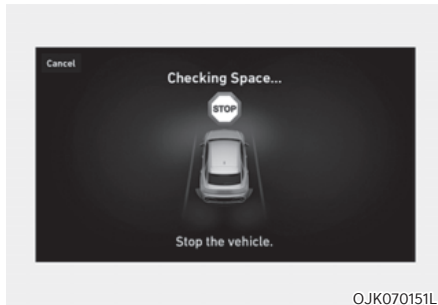 Cancel
Checking Space...
STOP
Stop the vehicle.
OJK070151L